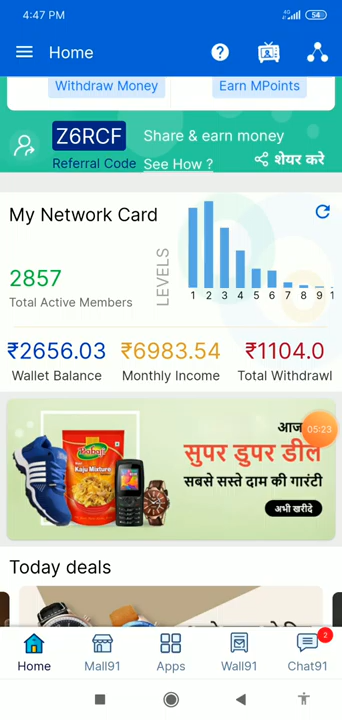 4:47 PM
4G
54
Home
Withdraw Money
Earn MPoints
Z6RCF
Share & earn money
Referral Code
See How ?
शेयर करे
My Network Card
LEVELS
1 2 3 4 5 6 7 8 9 1
2857
Total Active Members
₹2656.03
₹6983.54
₹1104.0
Wallet Balance
Monthly Income
Total Withdrawl
आज
05:23
सुपर डुपर डील
सबसे सस्ते दाम की गारंटी
अभी खरीदे
Babaji
Kaju Mixture
Today deals
2
Home
Mall91
Apps
Wall91
Chat91